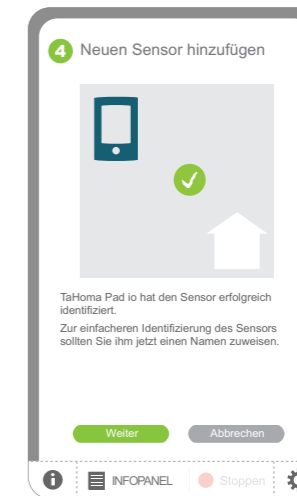 4 Neuen Sensor hinzufügen
TaHoma Pad io hat den Sensor erfolgreich
identifiziert.
Zur einfacheren Identifizierung des Sensors
sollten Sie ihm jetzt einen Namen zuweisen.
Weiter Abbrechen
INFOPANEL Stoppen